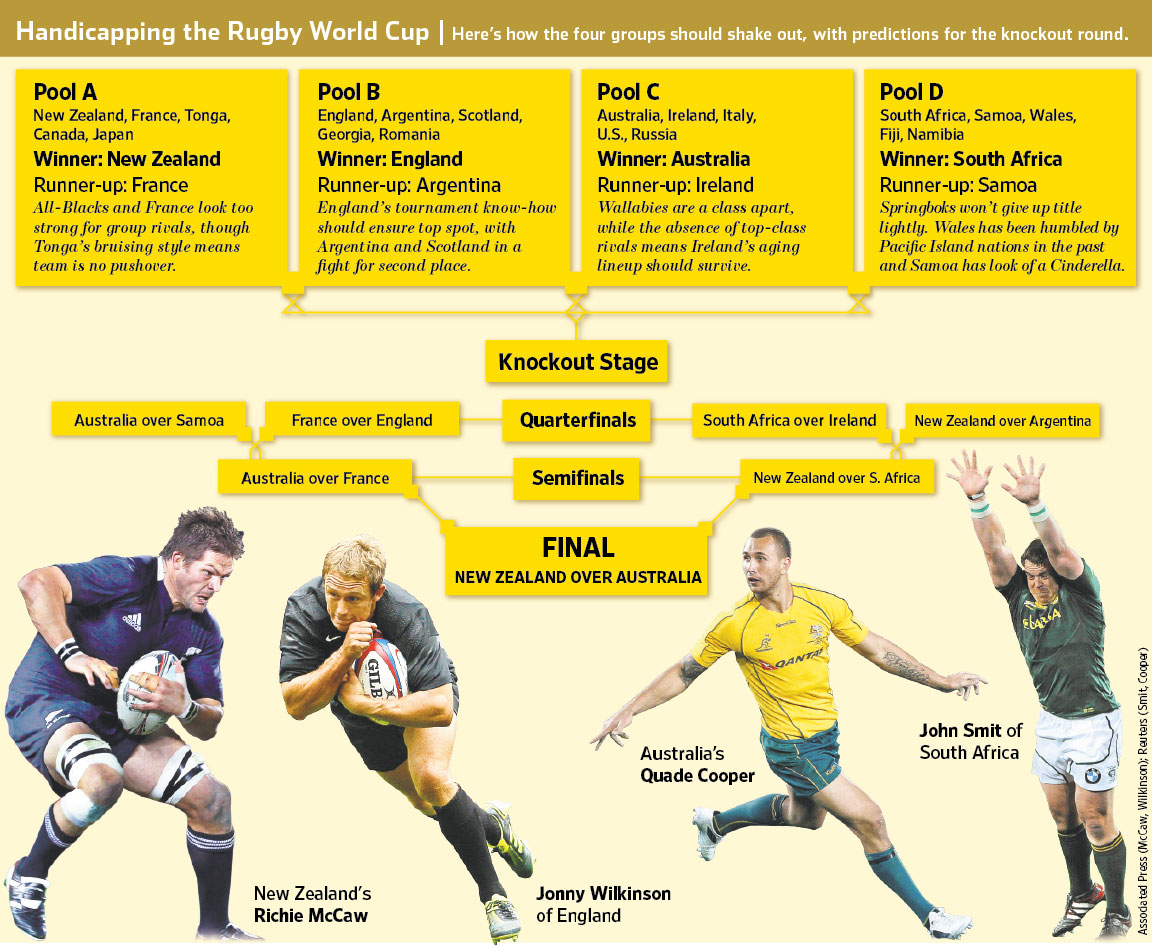 Handicapping the Rugby World Cup | Here's how the four groups should shake out, with predictions for the knockout round.
Pool A
New Zealand, France, Tonga,
Canada, Japan
Winner: New Zealand
Runner-up: France
All-Blacks and France look too
strong for group rivals, though
Tonga's bruising style means
team is no pushover.
Pool B
England, Argentina, Scotland,
Georgia, Romania
Winner: England
Runner-up: Argentina
England's tournament know-how
should ensure top spot, with
Argentina and Scotland in a
fight for second place.
Pool C
Australia, Ireland, Italy,
U.S., Russia
Winner: Australia
Runner-up: Ireland
Wallabies are a class apart,
while the absence of top-class
rivals means Ireland's aging
lineup should survive.
Pool D
South Africa, Samoa, Wales,
Fiji, Namibia
Winner: South Africa
Runner-up: Samoa
Springboks won't give up title
lightly. Wales has been humbled by
Pacific Island nations in the past
and Samoa has look of a Cinderella.
Knockout Stage
Australia over Samoa
France over England
Quarterfinals
South Africa over Ireland
New Zealand over Argentina
Australia over France
Semifinals
New Zealand over S. Africa
FINAL
NEW ZEALAND OVER AUSTRALIA
adidas
GILB
QANTAS
BMW
New Zealand's
Richie McCaw
Jonny Wilkinson
of England
Australia's
Quade Cooper
John Smit of
South Africa
Associated Press (McCaw, Wilkinson); Reuters (Smit, Cooper)